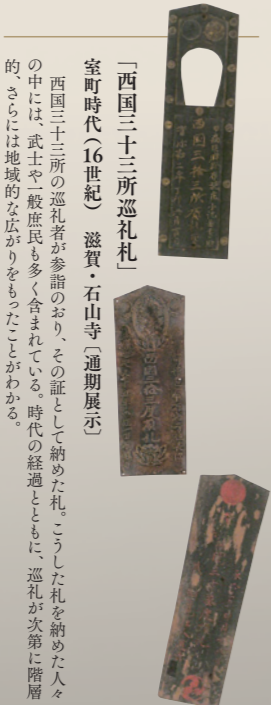 「西国三十三所巡礼札」
室町時代(16世紀) 滋賀・石山寺〔通期展示〕
西国三十三所の巡礼者が参詣のおり、その証として納めた札。こうした札を納めた人々
の中には、武士や一般庶民も多く含まれている。時代の経過とともに、巡礼が次第に階層
的、さらには地域的な広がりをもったことがわかる。